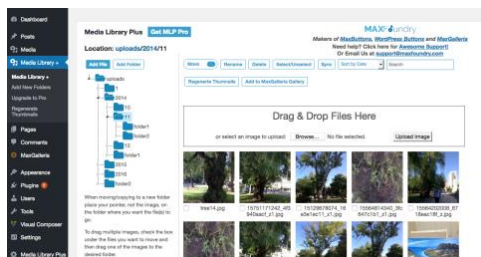 Dashboard
Posts
Media
Media Library +
Media Library +
Add New Folders
Upgrade to Pro
Regenerate
Thumbnails
Pages
Comments
MaxGalleria
Appearance
Plugins
Users
Tools
Visual Composer
Settings
Media Library Plus
Media Library Plus Get MLP Pro
Location: uploads/2014/11
MAXFoundry
Makers of MaxButtons, WordPress Buttons and MaxGalleria
Need help? Click here for Awesome Support!
Or Email Us at support@maxfoundry.com
Add File Add Folder
Move Rename Delete Select/Unselect Sync Sort by Date Search
Regenerate Thumbnails Add to MaxGalleria Gallery
uploads
1
2014
10
11
folder1
folder3
12
folder1
2015
2016
folder2
Drag & Drop Files Here
or select an image to upload: Browse... No file selected. Upload Image
tree14.jpg
When moving/copying to a new folder
place your pointer, not the image, on
the folder where you want the file(s) to
go.
To drag multiple images, check the box
under the files you want to move and
then drag one of the images to the
desired folder.